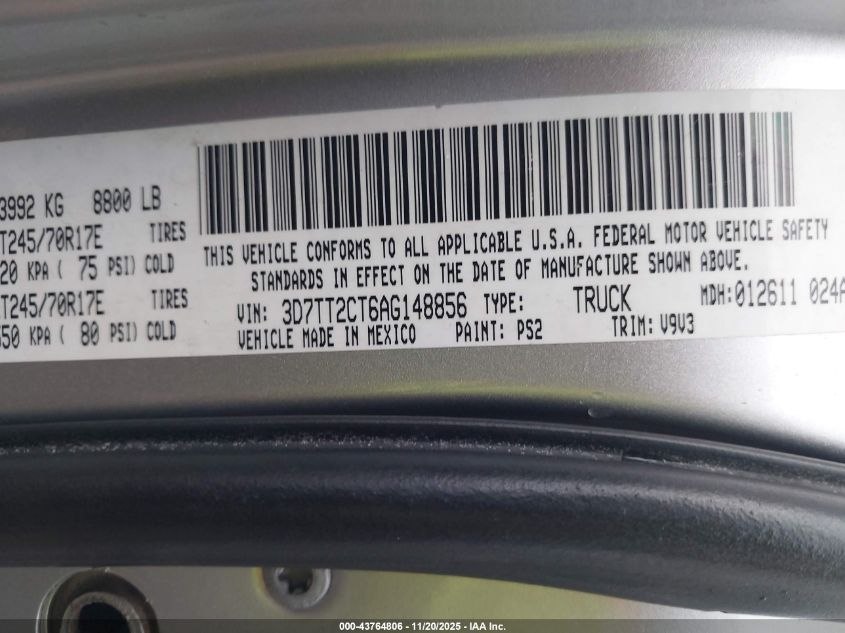 3992 KG 8800 LB
T245/70R17E TIRES
20 KPA ( 75 PSI) COLD
T245/70R17E TIRES
50 KPA ( 80 PSI) COLD
THIS VEHICLE CONFORMS TO ALL APPLICABLE U.S.A. FEDERAL MOTOR VEHICLE SAFETY
STANDARDS IN EFFECT ON THE DATE OF MANUFACTURE SHOWN ABOVE.
VIN: 3D7TT2CT6AG148856 TYPE: TRUCK MDH:012611 024A
VEHICLE MADE IN MEXICO PAINT: PS2 TRIM: V9V3
000-43764806 - 11/20/2025 - IAA Inc.